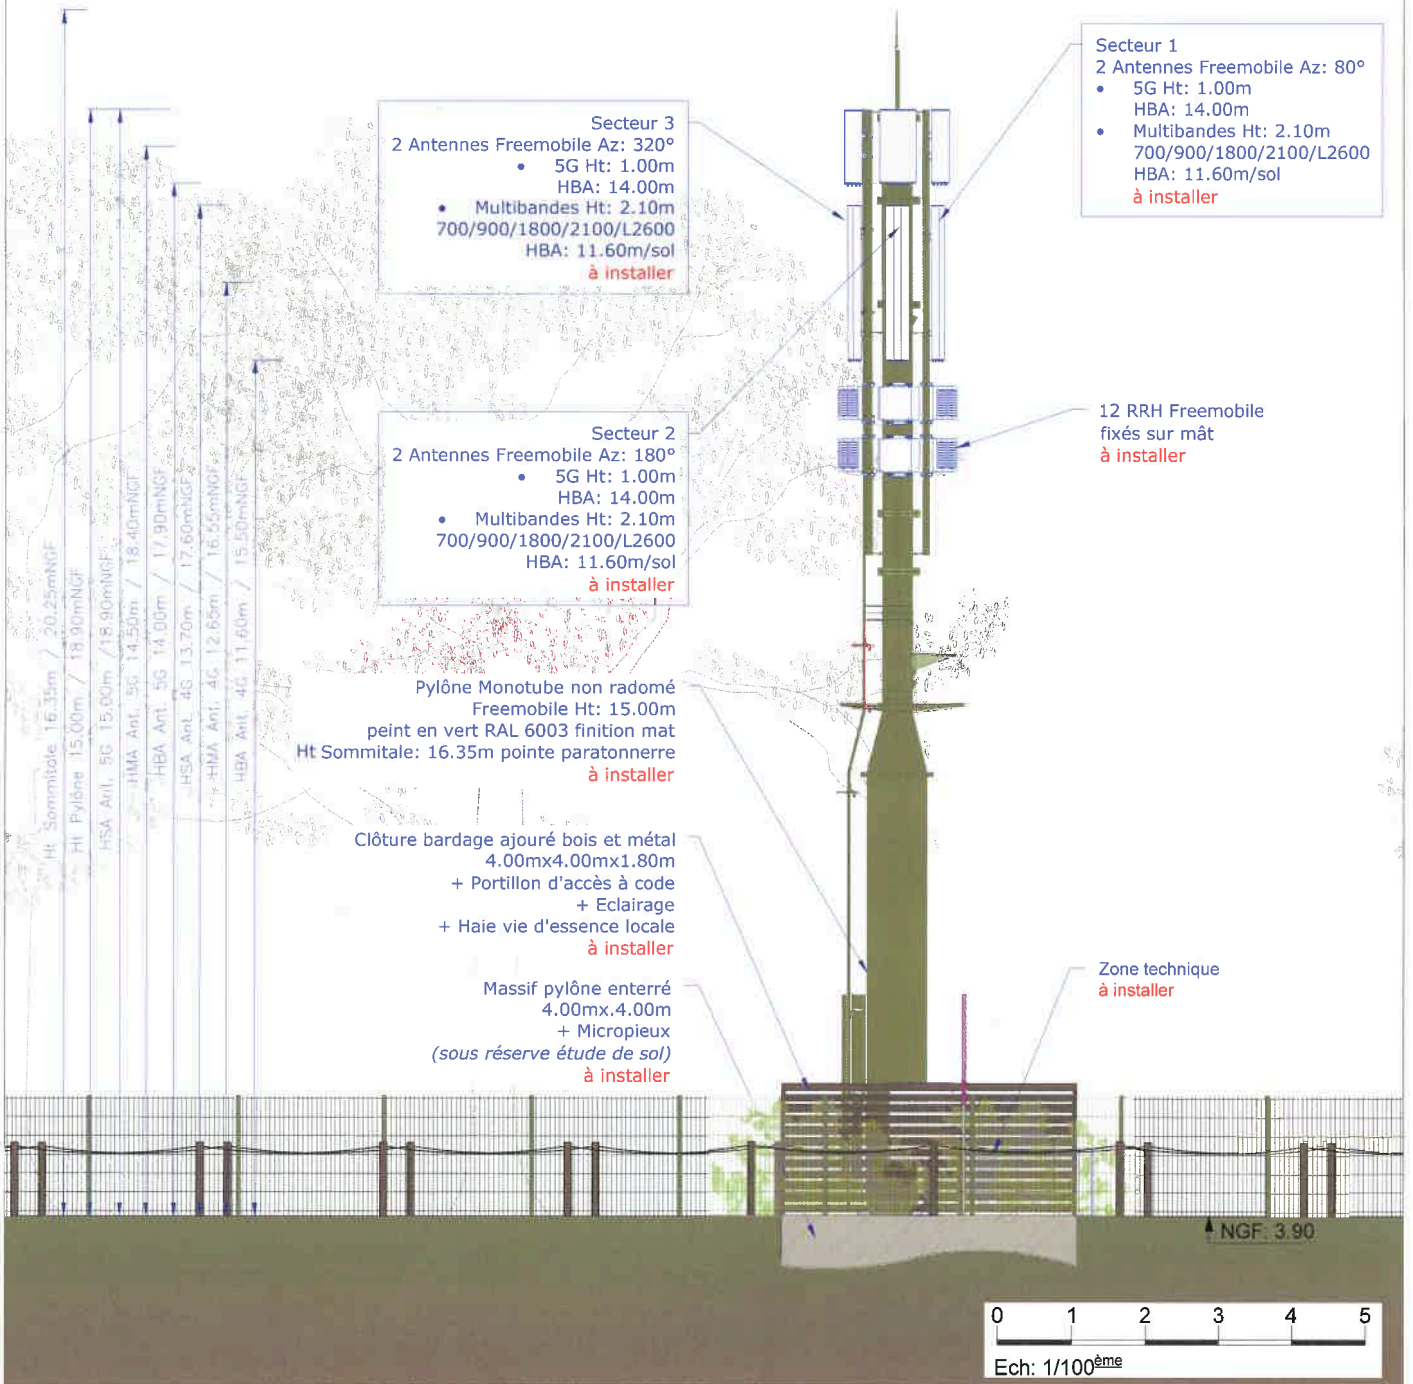 Secteur 1
2 Antennes Freemobile Az: 80°
• 5G Ht: 1.00m
HBA: 14.00m
• Multibandes Ht: 2.10m
700/900/1800/2100/L2600
HBA: 11.60m/sol
à installer
Secteur 3
2 Antennes Freemobile Az: 320°
• 5G Ht: 1.00m
HBA: 14.00m
• Multibandes Ht: 2.10m
700/900/1800/2100/L2600
HBA: 11.60m/sol
à installer
Secteur 2
2 Antennes Freemobile Az: 180°
• 5G Ht: 1.00m
HBA: 14.00m
• Multibandes Ht: 2.10m
700/900/1800/2100/L2600
HBA: 11.60m/sol
à installer
12 RRH Freemobile
fixés sur mât
à installer
Ht Sommitale 16.35m / 20.25mNGF
Ht Pylône 15.00m / 18.90mNGF
HSA Ant. 5G 15.00m /18.90mNGF
HMA Ant. 5G 14.50m / 18.40mNGF
HBA Ant. 5G 14.00m / 17.90mNGF
HSA Ant. 4G 13.70m / 17.60mNGF
HMA Ant. 4G 12.65m / 16.55mNGF
HBA Ant. 4G 11.60m / 15.50mNGF
Pylône Monotube non radomé
Freemobile Ht: 15.00m
peint en vert RAL 6003 finition mat
Ht Sommitale: 16.35m pointe paratonnerre
à installer
Clôture bardage ajouré bois et métal
4.00mx4.00mx1.80m
+ Portillon d'accès à code
+ Eclairage
+ Haie vie d'essence locale
à installer
Massif pylône enterré
4.00mx.4.00m
+ Micropieux
(sous réserve étude de sol)
à installer
Zone technique
à installer
NGF: 3.90
0 1 2 3 4 5
Ech: 1/100ème